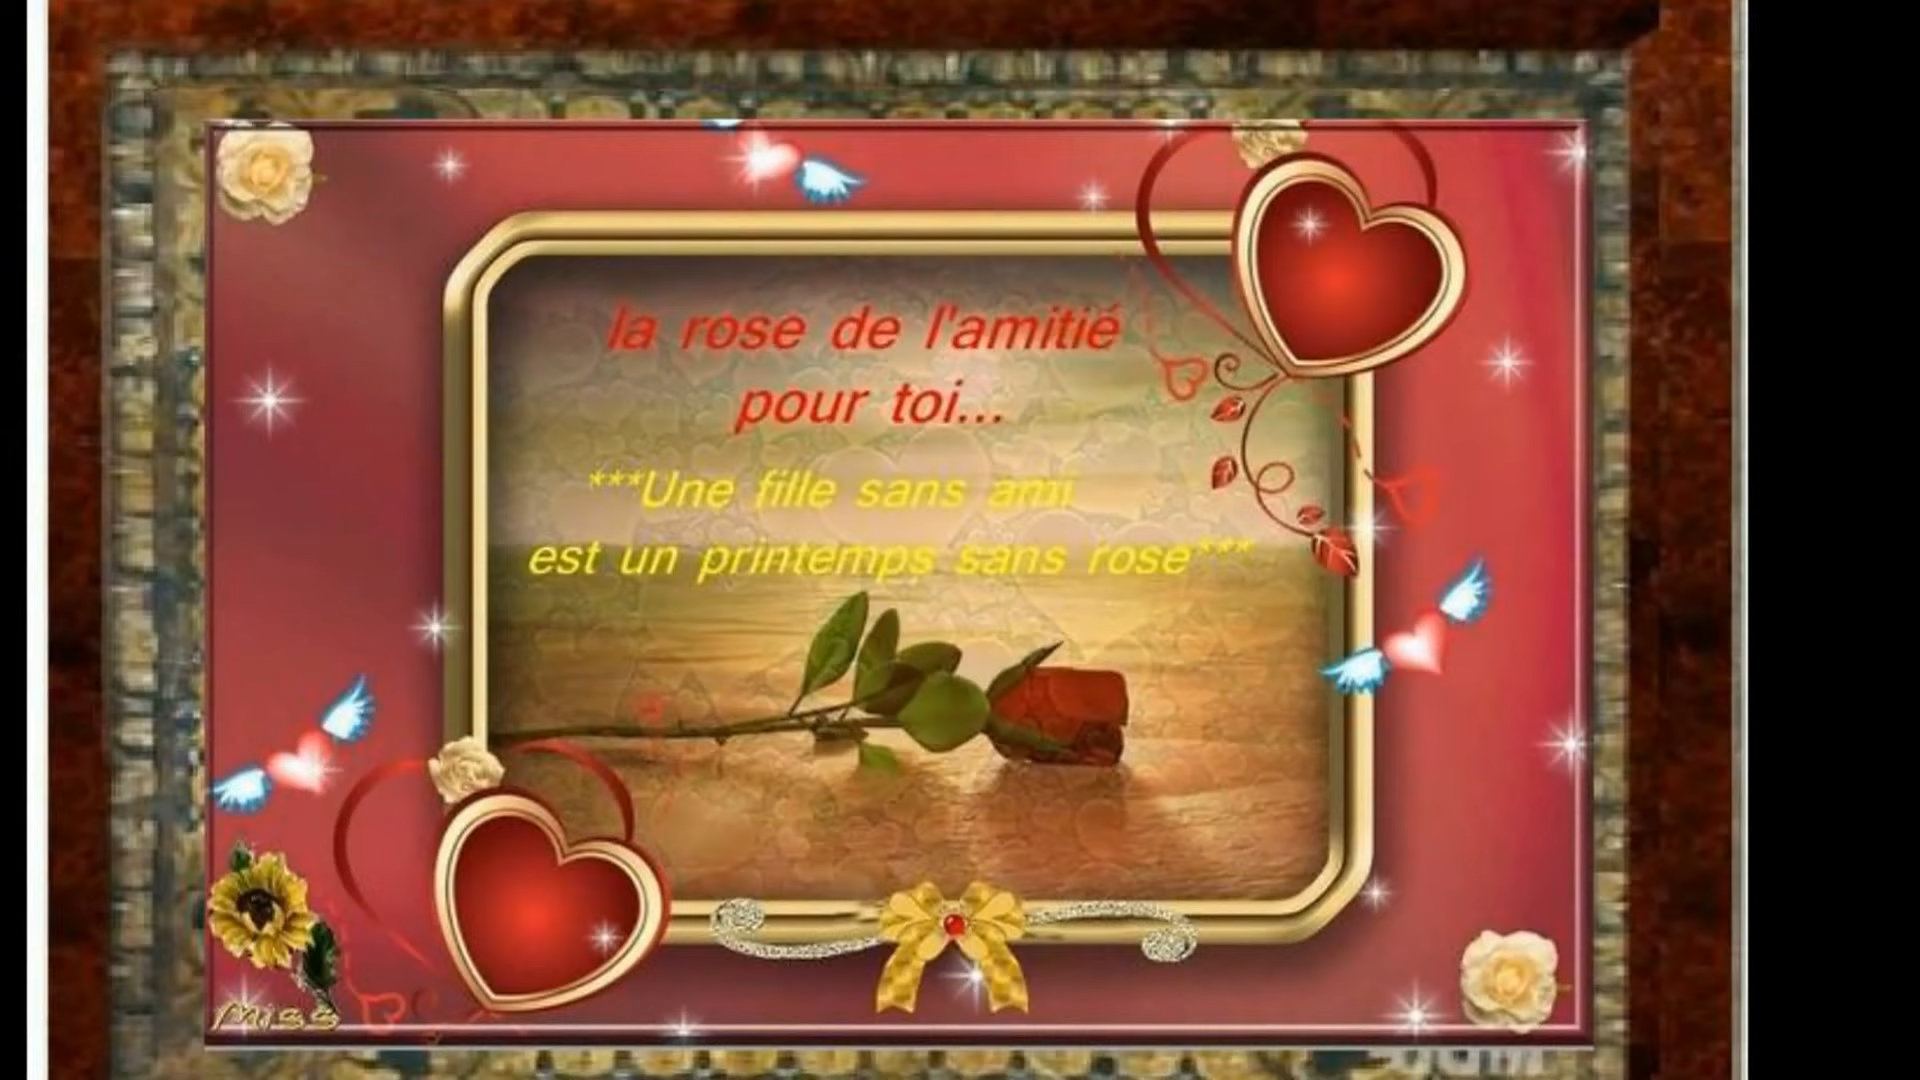 la rose de l'amitié
pour toi...
***Une fille sans ami
est un printemps sans rose***
Miss